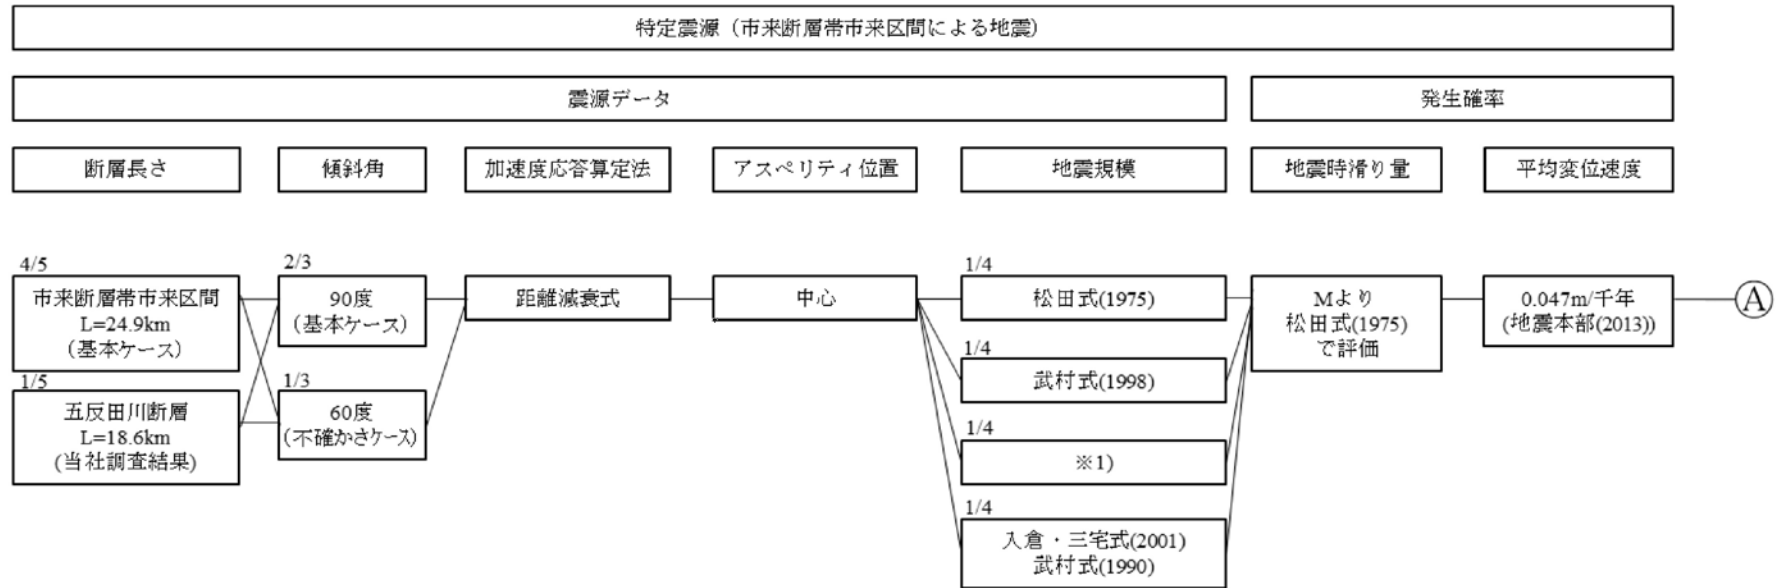 特定震源（市来断層帯市来区間による地震）
震源データ
発生確率
断層長さ
傾斜角
加速度応答算定法
アスペリティ位置
地震規模
地震時滑り量
平均変位速度
4/5
市来断層帯市来区間
L=24.9km
（基本ケース）
1/5
五反田川断層
L=18.6km
(当社調査結果)
2/3
90度
（基本ケース）
1/3
60度
(不確かさケース)
距離減衰式
中心
1/4
松田式(1975)
1/4
武村式(1998)
1/4
※1)
1/4
入倉・三宅式(2001)
武村式(1990)
Mより
松田式(1975)
で評価
0.047m/千年
(地震本部(2013))
Ⓐ